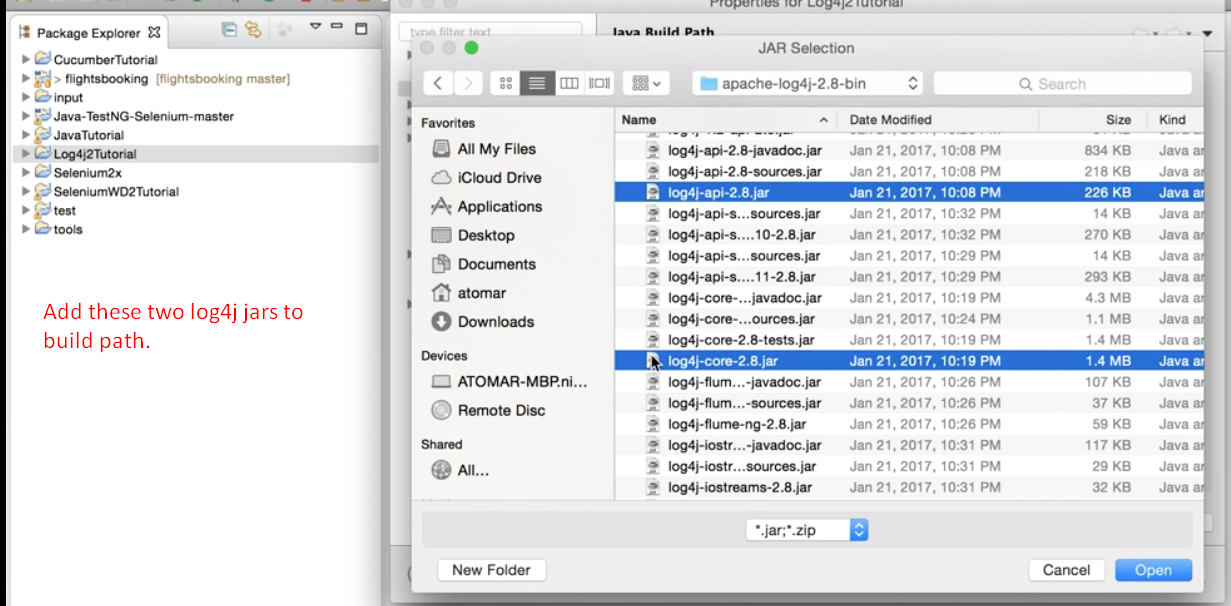 Properties for Log4j2Tutorial
Package Explorer
type filter text
Java Build Path
JAR Selection
CucumberTutorial
> flightsbooking [flightsbooking master]
input
Java-TestNG-Selenium-master
JavaTutorial
Log4j2Tutorial
Selenium2x
SeleniumWD2Tutorial
test
tools
Add these two log4j jars to
build path.
apache-log4j-2.8-bin
Search
Favorites
All My Files
iCloud Drive
Applications
Desktop
Documents
atomar
Downloads
Devices
ATOMAR-MBP.ni...
Remote Disc
Shared
All...
Name Date Modified Size Kind
log4j-api-2.8-javadoc.jar Jan 21, 2017, 10:08 PM 834 KB Java ar
log4j-api-2.8-sources.jar Jan 21, 2017, 10:08 PM 218 KB Java ar
log4j-api-2.8.jar Jan 21, 2017, 10:08 PM 226 KB Java ar
log4j-api-s...sources.jar Jan 21, 2017, 10:32 PM 14 KB Java ar
log4j-api-s....10-2.8.jar Jan 21, 2017, 10:32 PM 270 KB Java ar
log4j-api-s...sources.jar Jan 21, 2017, 10:29 PM 14 KB Java ar
log4j-api-s....11-2.8.jar Jan 21, 2017, 10:29 PM 293 KB Java ar
log4j-core-...javadoc.jar Jan 21, 2017, 10:19 PM 4.3 MB Java ar
log4j-core-...ources.jar Jan 21, 2017, 10:24 PM 1.1 MB Java ar
log4j-core-2.8-tests.jar Jan 21, 2017, 10:19 PM 1.4 MB Java ar
log4j-core-2.8.jar Jan 21, 2017, 10:19 PM 1.4 MB Java ar
log4j-flum...-javadoc.jar Jan 21, 2017, 10:26 PM 107 KB Java ar
log4j-flum...-sources.jar Jan 21, 2017, 10:26 PM 37 KB Java ar
log4j-flume-ng-2.8.jar Jan 21, 2017, 10:26 PM 59 KB Java ar
log4j-iostr...-javadoc.jar Jan 21, 2017, 10:31 PM 117 KB Java ar
log4j-iostr...sources.jar Jan 21, 2017, 10:31 PM 29 KB Java ar
log4j-iostreams-2.8.jar Jan 21, 2017, 10:31 PM 32 KB Java ar
*.jar;*.zip
New Folder
Cancel
Open